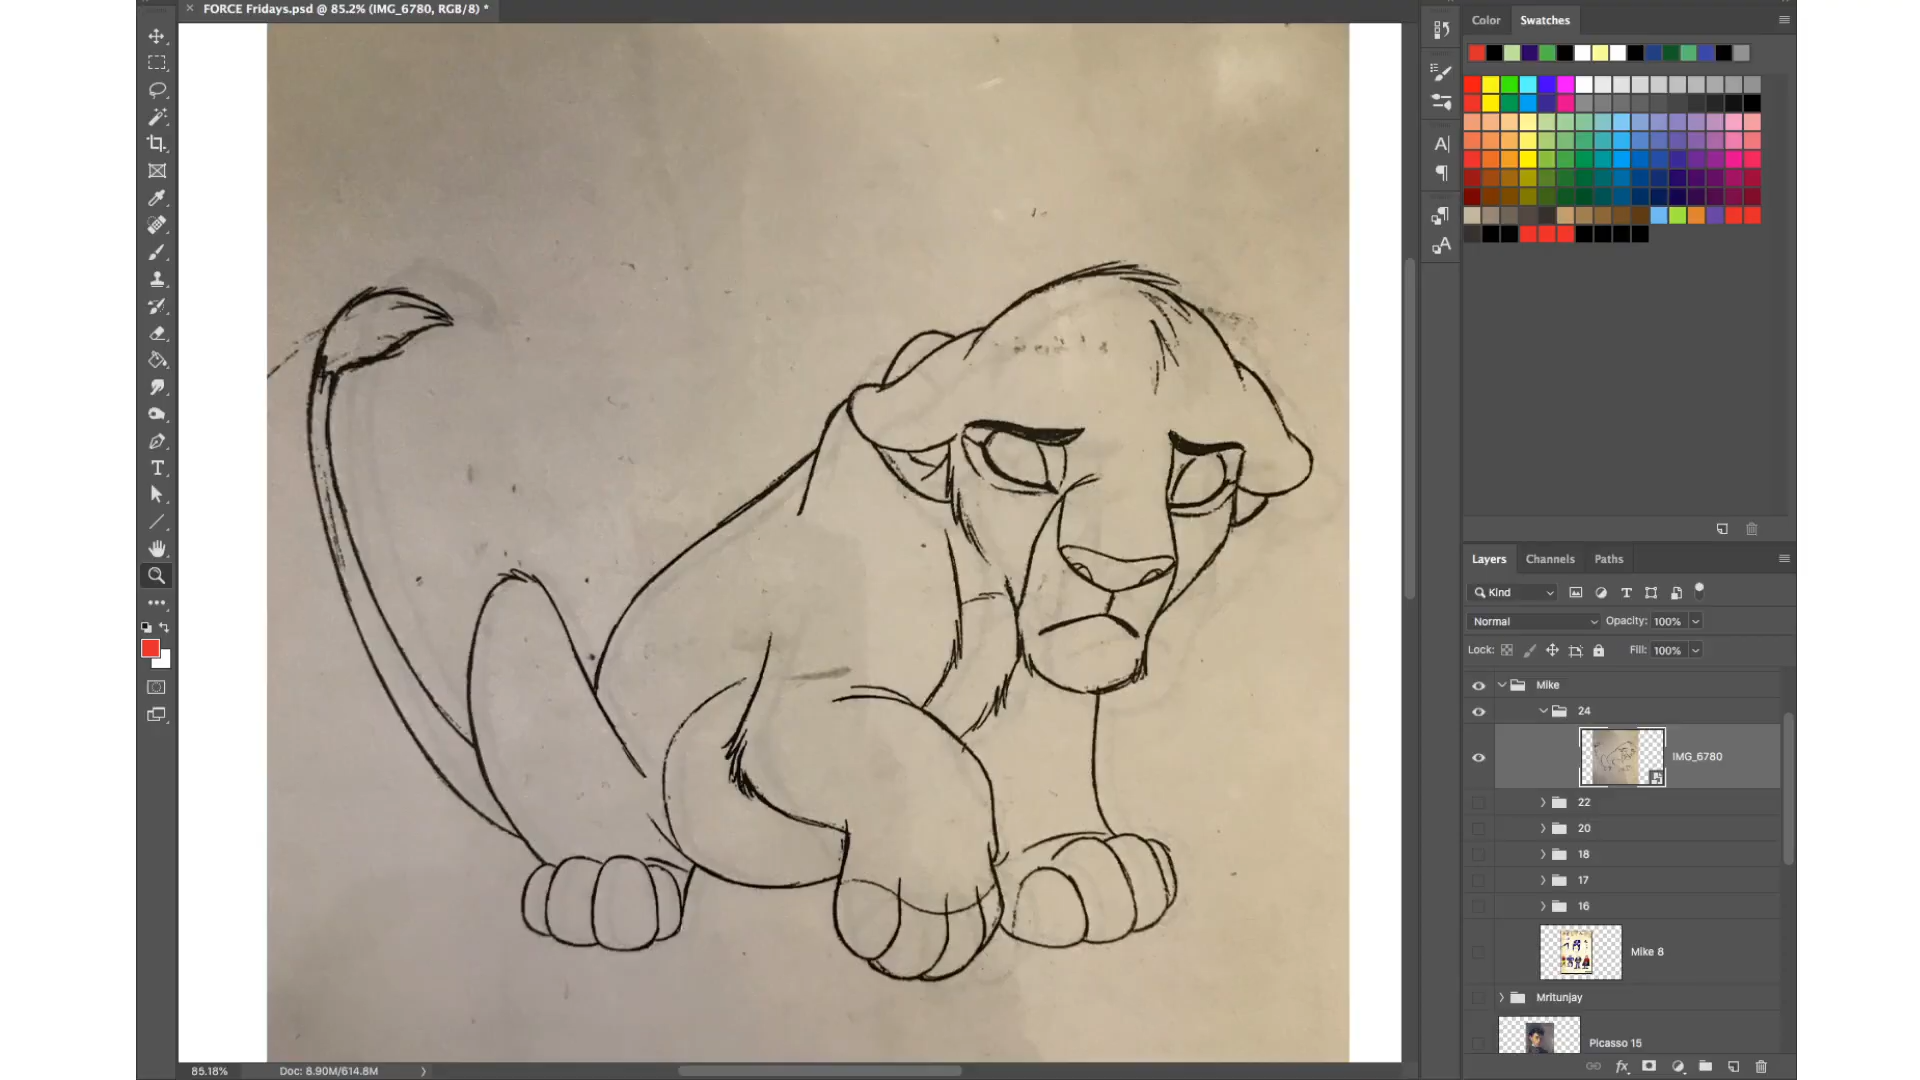 FORCE Fridays.psd @ 85.2% (IMG_6780, RGB/8) *
Color
Swatches
Layers
Channels
Paths
Kind
Normal
Opacity: 100%
Lock:
Fill: 100%
Mike
24
IMG_6780
22
20
18
17
16
Mike 8
Mritunjay
Picasso 15
85.18%
Doc: 8.90M/614.8M